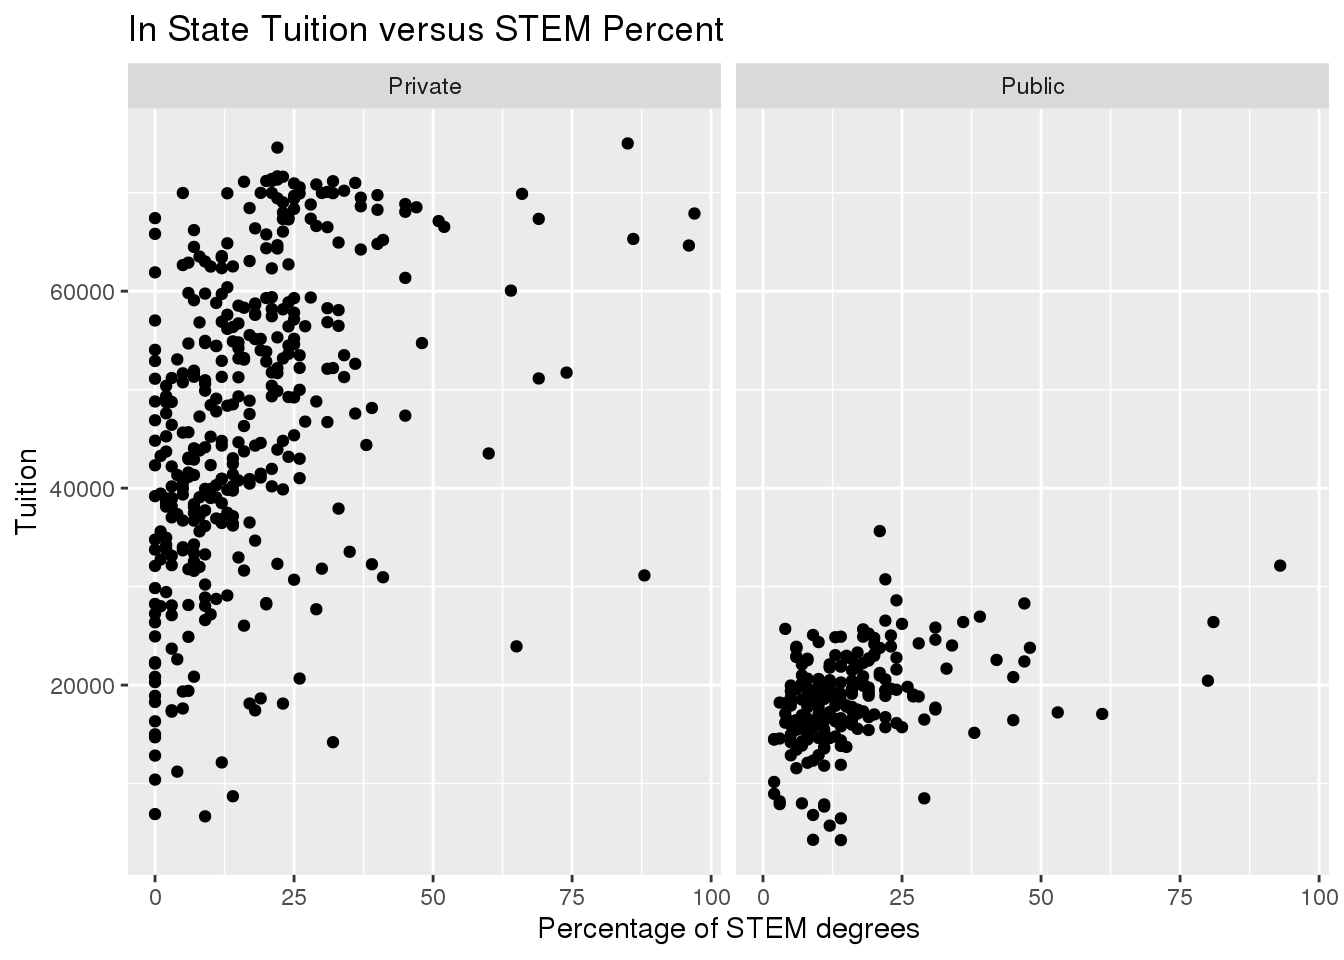 In State Tuition versus STEM Percent
Private Public
60000
40000
20000
Tuition
0 25 50 75 100 0 25 50 75 100
Percentage of STEM degrees